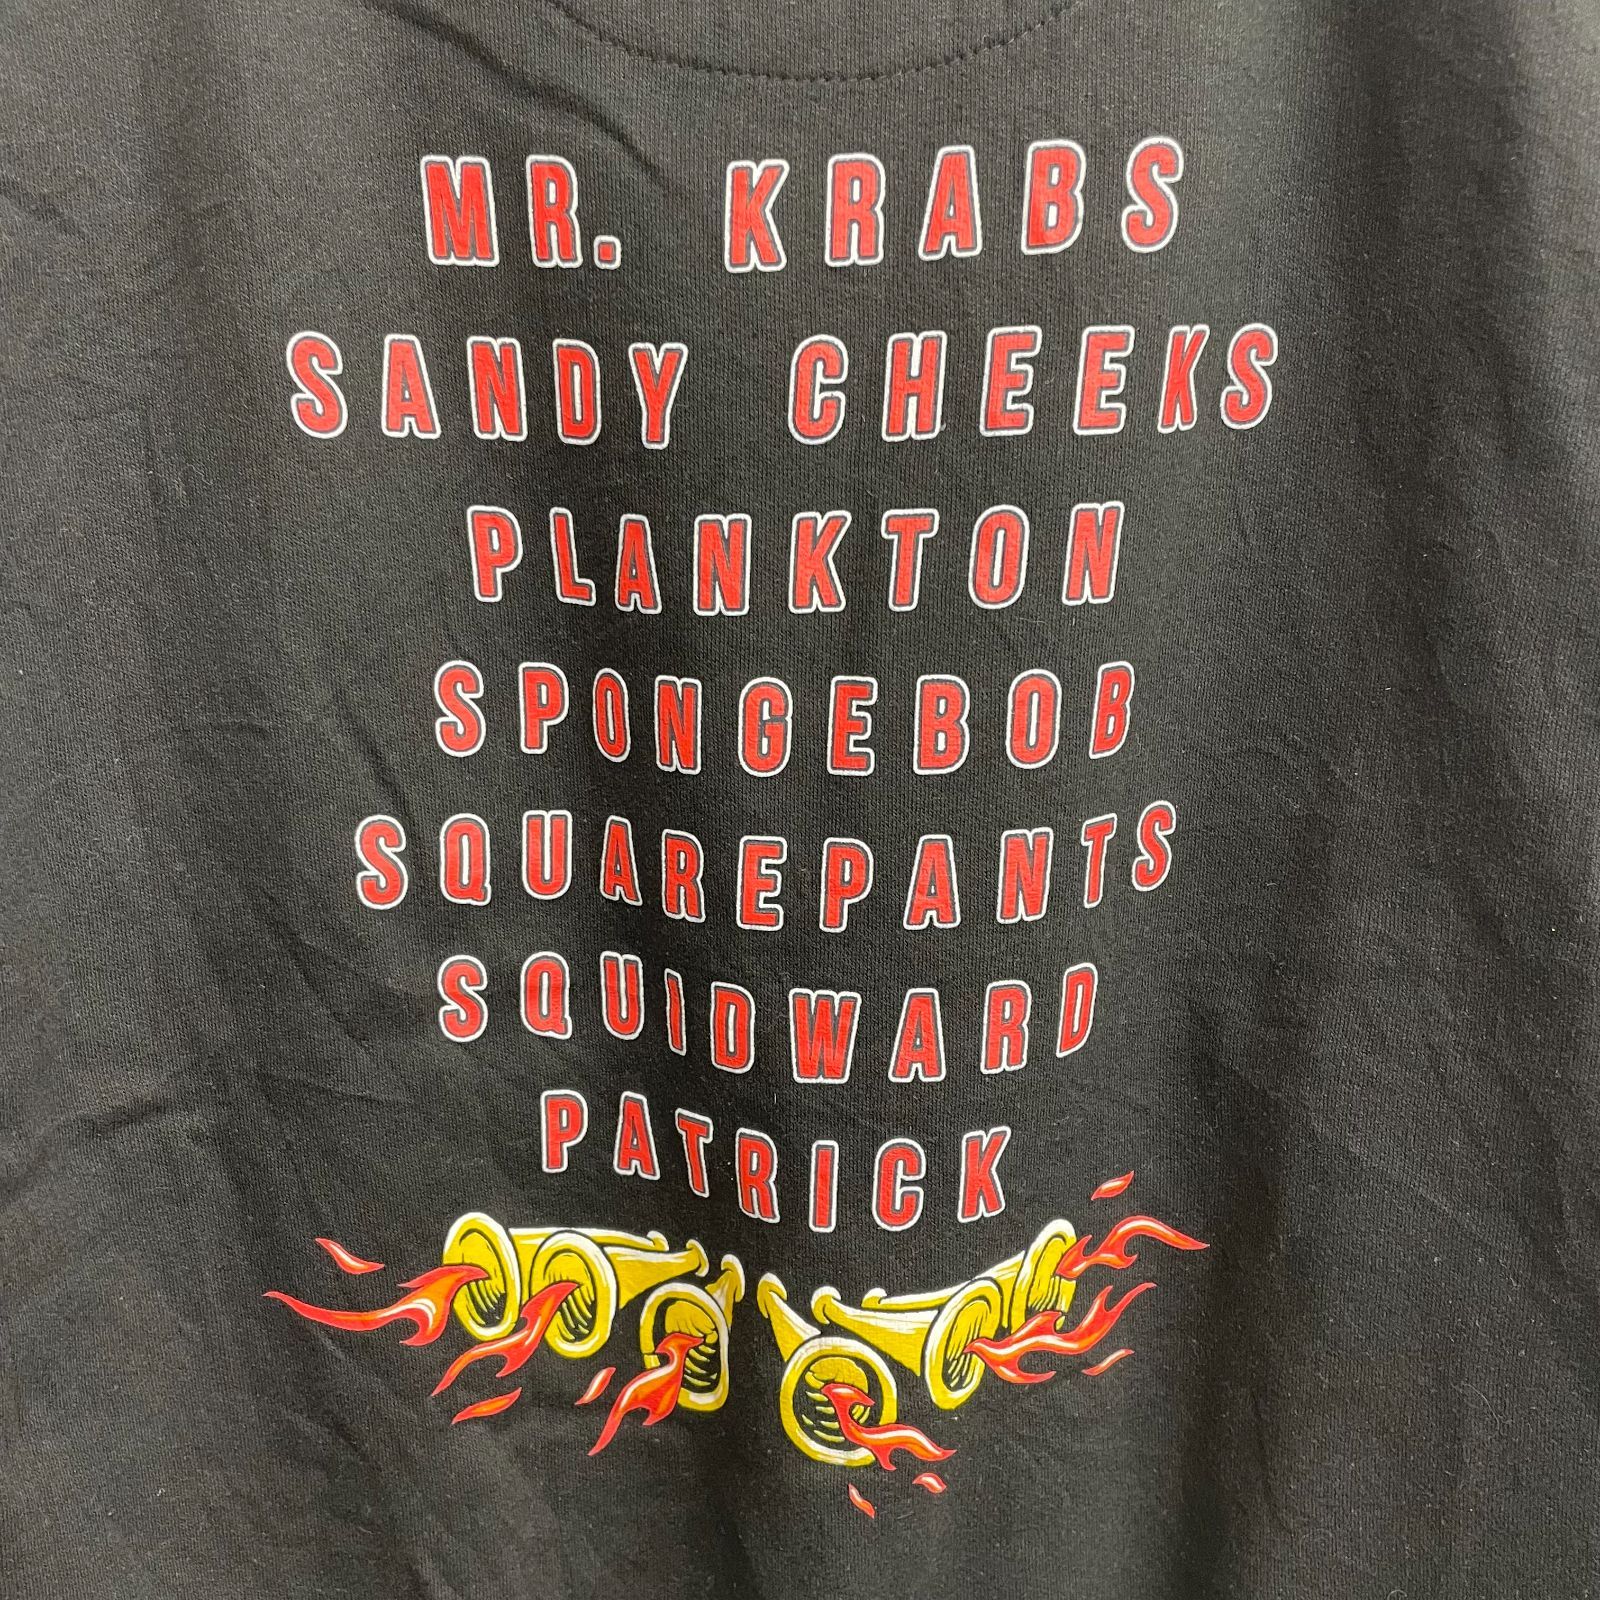 MR. KRABS
SANDY CHEEKS
PLANKTON
SPONGEBOB
SQUAREPANTS
SQUIDWARD
PATRICK